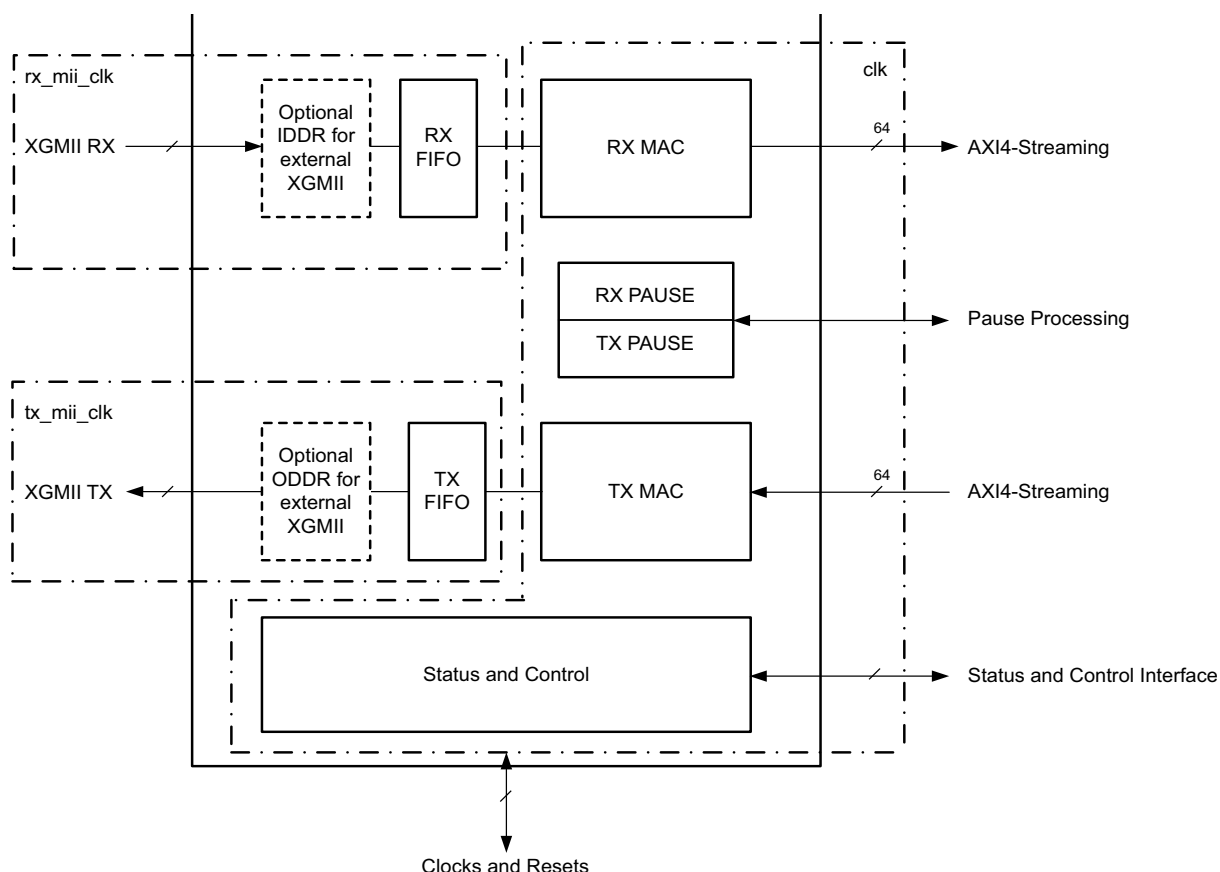 rx_mii_clk
clk
XGMII RX
Optional
IDDR for
external
XGMII
RX
FIFO
RX MAC
64
AXI4-Streaming
RX PAUSE
TX PAUSE
Pause Processing
tx_mii_clk
XGMII TX
Optional
ODDR for
external
XGMII
TX
FIFO
TX MAC
64
AXI4-Streaming
Status and Control
Status and Control Interface
Clocks and Resets